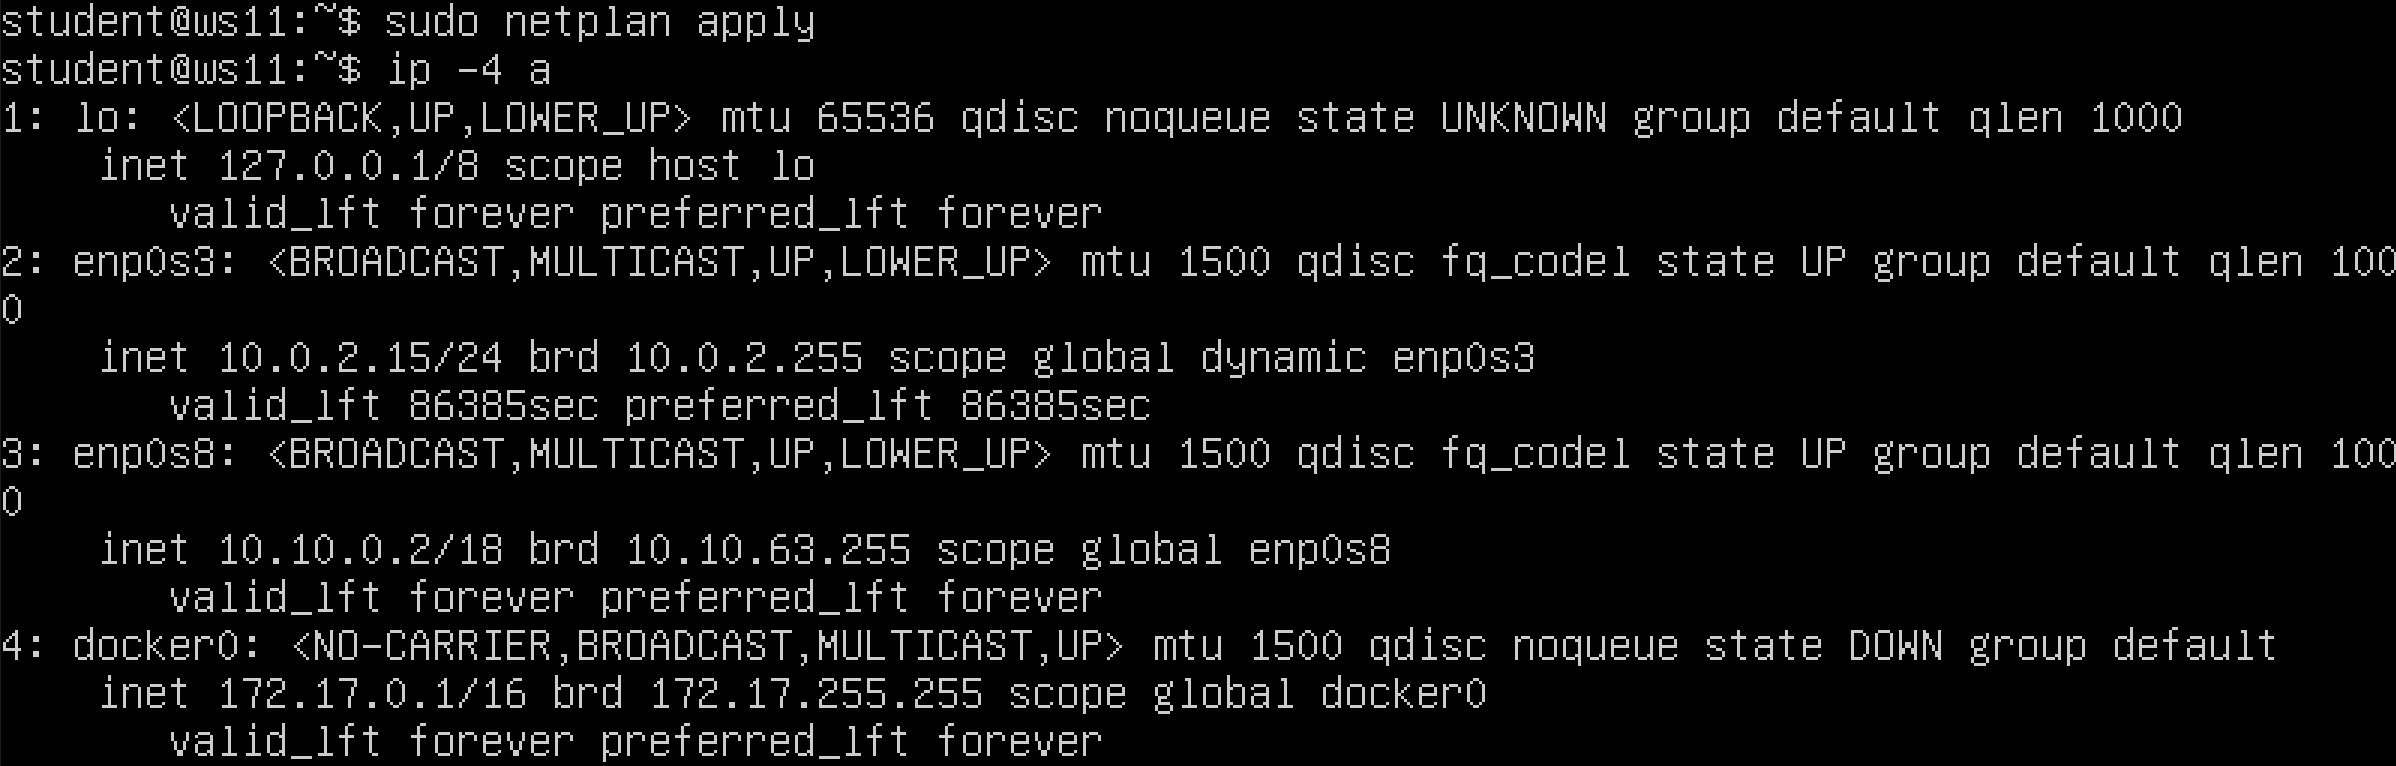 student@ws11:~$ sudo netplan apply
student@ws11:~$ ip -4 a
1: lo: <LOOPBACK,UP,LOWER_UP> mtu 65536 qdisc noqueue state UNKNOWN group default qlen 1000
    inet 127.0.0.1/8 scope host lo
       valid_lft forever preferred_lft forever
2: enp0s3: <BROADCAST,MULTICAST,UP,LOWER_UP> mtu 1500 qdisc fq_codel state UP group default qlen 100
0
    inet 10.0.2.15/24 brd 10.0.2.255 scope global dynamic enp0s3
       valid_lft 86385sec preferred_lft 86385sec
3: enp0s8: <BROADCAST,MULTICAST,UP,LOWER_UP> mtu 1500 qdisc fq_codel state UP group default qlen 100
0
    inet 10.10.0.2/18 brd 10.10.63.255 scope global enp0s8
       valid_lft forever preferred_lft forever
4: docker0: <NO-CARRIER,BROADCAST,MULTICAST,UP> mtu 1500 qdisc noqueue state DOWN group default
    inet 172.17.0.1/16 brd 172.17.255.255 scope global docker0
       valid_lft forever preferred_lft forever